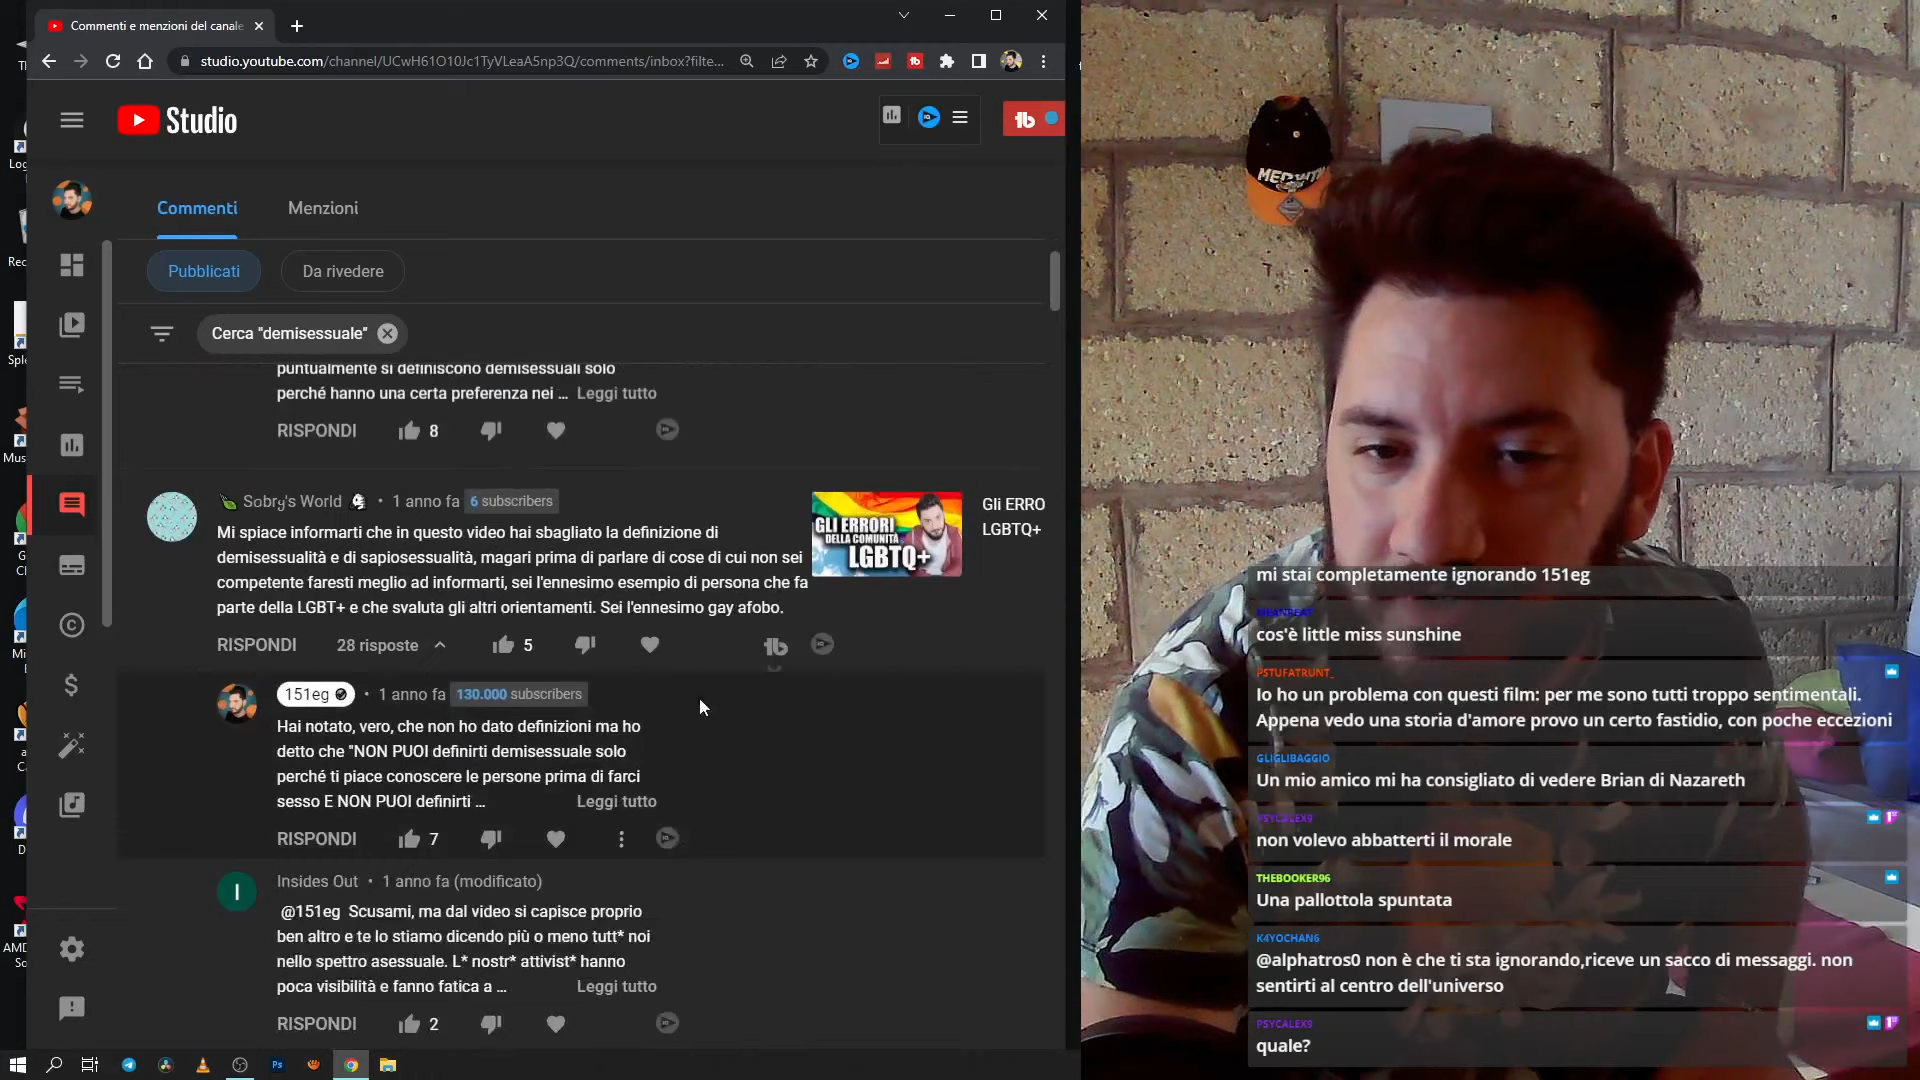 Commenti e menzioni del canale
studio.youtube.com/channel/UCwH61O10Jc1TyVLeaA5np3Q/comments/inbox?filte...
Studio
Commenti
Menzioni
Pubblicati
Da rivedere
Cerca "demisessuale"
puntualmente si definiscono demisessuali solo
perché hanno una certa preferenza nei ... Leggi tutto
RISPONDI 8
Sabry's World • 1 anno fa 6 subscribers
Mi spiace informarti che in questo video hai sbagliato la definizione di
demisessualità e di sapiosessualità, magari prima di parlare di cose di cui non sei
competente faresti meglio ad informarti, sei l'ennesimo esempio di persona che fa
parte della LGBT+ e che svaluta gli altri orientamenti. Sei l'ennesimo gay afobo.
GLI ERRORI
DELLA COMUNITÀ
LGBTQ+
Gli ERRO
LGBTQ+
RISPONDI 28 risposte 5
151eg • 1 anno fa 130.000 subscribers
Hai notato, vero, che non ho dato definizioni ma ho
detto che "NON PUOI definirti demisessuale solo
perché ti piace conoscere le persone prima di farci
sesso E NON PUOI definirti ... Leggi tutto
RISPONDI 7
I
Insides Out • 1 anno fa (modificato)
@151eg Scusami, ma dal video si capisce proprio
ben altro e te lo stiamo dicendo più o meno tutt* noi
nello spettro asessuale. L* nostr* attivist* hanno
poca visibilità e fanno fatica a ... Leggi tutto
RISPONDI 2
mi stai completamente ignorando 151eg
cos'è little miss sunshine
PSTUFATRUNT_
Io ho un problema con questi film: per me sono tutti troppo sentimentali.
Appena vedo una storia d'amore provo un certo fastidio, con poche eccezioni
GLIGLIBAGGIO
Un mio amico mi ha consigliato di vedere Brian di Nazareth
PSYCALEX9
non volevo abbatterti il morale
THEBOOKER96
Una pallottola spuntata
K4YOCHAN6
@alphatros0 non è che ti sta ignorando,riceve un sacco di messaggi. non
sentirti al centro dell'universo
PSYCALEX9
quale?